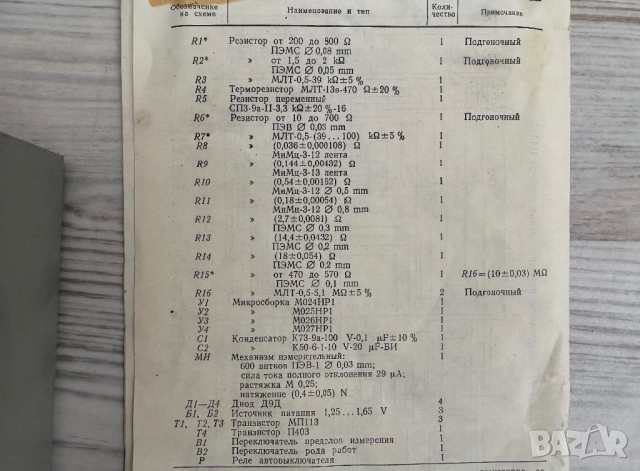 Обозначение на схеме Наименование и тип Коли- чество Примечание
R1* Резистор от 200 до 800 Ω 1 Подгоночный
ПЭМС ∅ 0,08 mm
R2* » от 1,5 до 2 kΩ 1 Подгоночный
ПЭМС ∅ 0,05 mm
R3 » МЛТ-0,5-39 kΩ±5 % 1
R4 Терморезистор МЛТ-13в-470 Ω±20 % 1
R5 Резистор переменный 1
СПЗ-9а-II-3,3 kΩ±20 %-16
R6* Резистор от 10 до 700 Ω 1 Подгоночный
ПЭВ ∅ 0,03 mm
R7* » МЛТ-0,5-(39...100) kΩ±5 % 1
R8 » (0,036±0,000108) Ω 1
МнМц-3-12 лента
R9 » (0,144±0,00432) Ω 1
МнМц-3-13 лента
R10 » (0,54±0,00162) Ω 1
МнМц-3-12 ∅ 0,5 mm
R11 » (0,18±0,00054) Ω 1
МнМц-3-12 ∅ 0,8 mm
R12 » (2,7±0,0081) Ω 1
ПЭМС ∅ 0,3 mm
R13 » (14,4±0,0432) Ω 1
ПЭМС ∅ 0,2 mm
R14 » (18±0,054) Ω 1
ПЭМС ∅ 0,2 mm
R15* » от 470 до 570 Ω 1 R16=(10±0,03) MΩ
ПЭМС ∅ 0,1 mm
R16 » МЛТ-0,5-5,1 MΩ±5 % 2 Подгоночный
У1 Микросборка М024НР1 1
У2 » М025НР1 1
У3 » М026НР1 1
У4 » М027НР1 1
С1 Конденсатор К73-9а-100 V-0,1 μF±10 % 1
С2 » К50-6-1-10 V-20 μF-БИ 1
МИ Механизм измерительный: 1
600 витков ПЭВ-1 ∅ 0,03 mm;
сила тока полного отклонения 29 μA;
растяжка М 0,25;
натяжение (0,4±0,05) N
Д1—Д4 Диод Д9Д 4
Б1, Б2 Источник питания 1,25...1,65 V 3
Т1, Т2, Т3 Транзистор МП113 3
Т4 Транзистор П403 1
В1 Переключатель пределов измерения 1
В2 Переключатель рода работ 1
Р Реле автовыключателя 1
bazar.bg